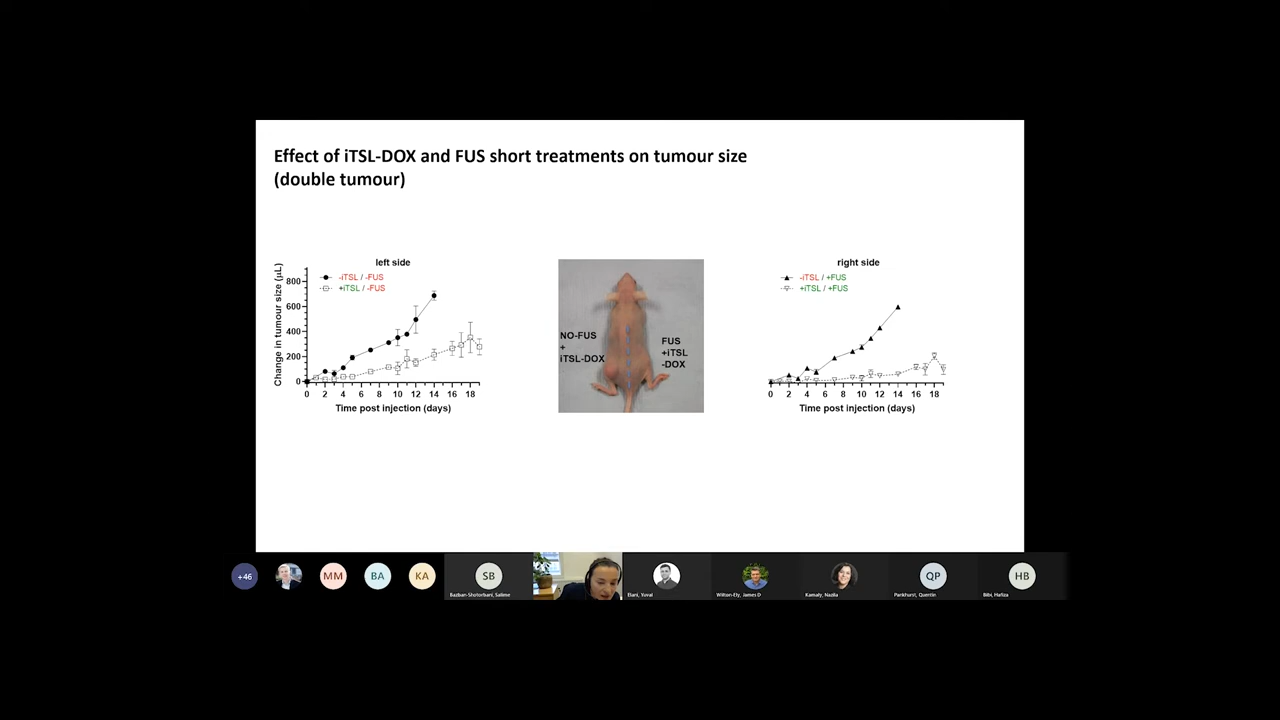 Effect of iTSL-DOX and FUS short treatments on tumour size
(double tumour)
left side
-iTSL / -FUS
+iTSL / -FUS
Change in tumour size (µL)
800
600
400
200
0
0 2 4 6 8 10 12 14 16 18
Time post injection (days)
NO-FUS
+
iTSL-DOX
FUS
+iTSL
-DOX
right side
-iTSL / +FUS
+iTSL / +FUS
0 2 4 6 8 10 12 14 16 18
Time post injection (days)
+46
MM
BA
KA
SB
QP
HB
Bazban-Shotorbani, Salime
Elani, Yuval
Wilton-Ely, James D
Kamaly, Nazila
Pankhurst, Quentin
Bibi, Hafiza